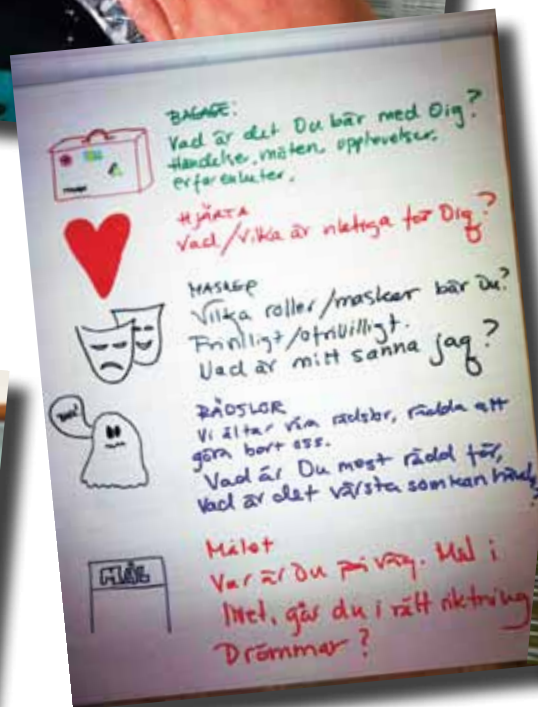 BAGAGE:
Vad är det Du bär med Dig?
Händelser, möten, upplevelser.
erfarenheter.
HJÄRTA
Vad/Vilka är viktiga för Dig?
MASKER
Vilka roller/masker bär Du?
Frivilligt/ofrivilligt.
Vad är mitt sanna jag?
RÄDSLOR
Vi ältar våra rädslor, rädda att
göra bort oss.
Vad är Du mest rädd för,
Vad är det värsta som kan hända
MÅL
Målet
Var är Du på väg. Mål i
livet, går du i rätt riktning
Drömmar?